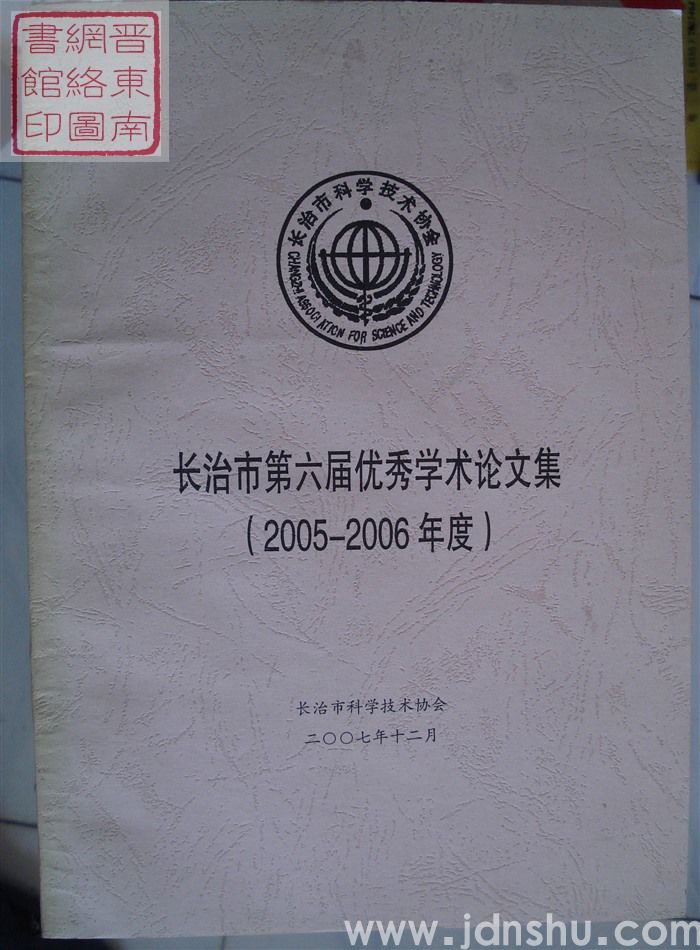 晋東南
網絡圖
書館印
长治市科学技术协会
CHANGZHI ASSOCIATION FOR SCIENCE AND TECHNOLOGY
长治市第六届优秀学术论文集
(2005-2006年度)
长治市科学技术协会
二〇〇七年十二月
www.jdnshu.com